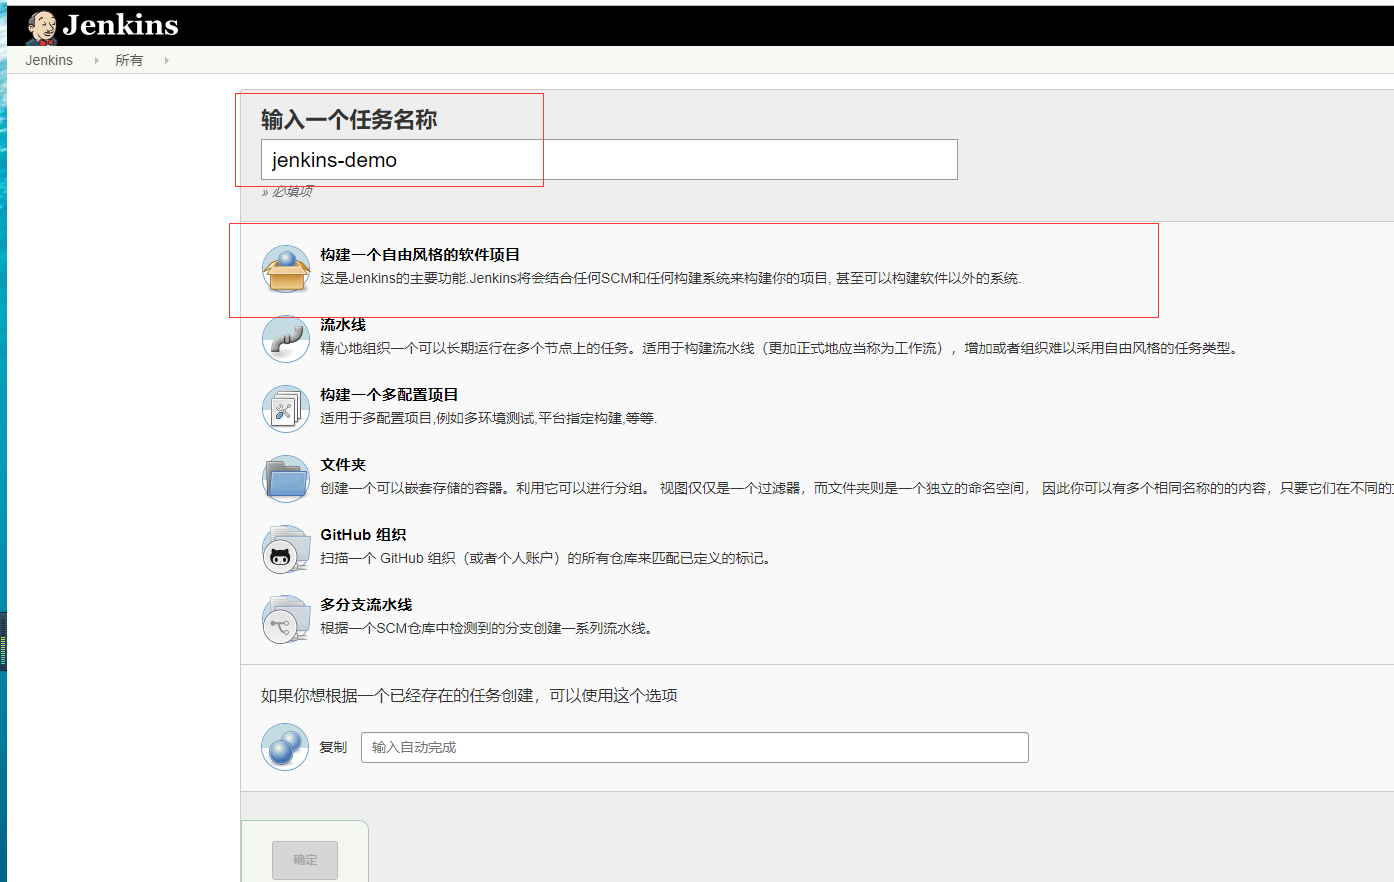 Jenkins
Jenkins 所有
输入一个任务名称
jenkins-demo
» 必填项
构建一个自由风格的软件项目
这是Jenkins的主要功能.Jenkins将会结合任何SCM和任何构建系统来构建你的项目, 甚至可以构建软件以外的系统.
流水线
精心地组织一个可以长期运行在多个节点上的任务。适用于构建流水线（更加正式地应当称为工作流），增加或者组织难以采用自由风格的任务类型。
构建一个多配置项目
适用于多配置项目,例如多环境测试,平台指定构建,等等.
文件夹
创建一个可以嵌套存储的容器。利用它可以进行分组。 视图仅仅是一个过滤器，而文件夹则是一个独立的命名空间， 因此你可以有多个相同名称的的内容，只要它们在不同的
GitHub 组织
扫描一个 GitHub 组织（或者个人账户）的所有仓库来匹配已定义的标记。
多分支流水线
根据一个SCM仓库中检测到的分支创建一系列流水线。
如果你想根据一个已经存在的任务创建，可以使用这个选项
复制 输入自动完成
确定